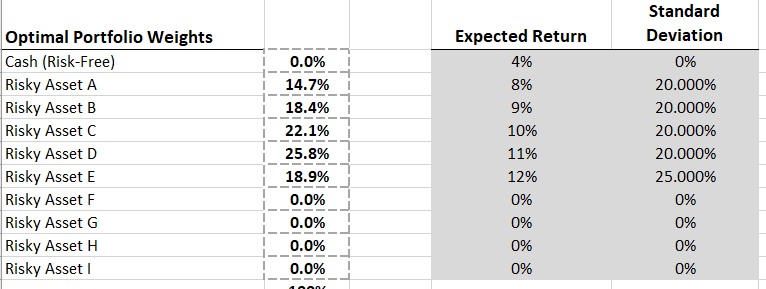 Standard
Optimal Portfolio Weights Expected Return Deviation
Cash (Risk-Free) 0.0% 4% 0%
Risky Asset A 14.7% 8% 20.000%
Risky Asset B 18.4% 9% 20.000%
Risky Asset C 22.1% 10% 20.000%
Risky Asset D 25.8% 11% 20.000%
Risky Asset E 18.9% 12% 25.000%
Risky Asset F 0.0% 0% 0%
Risky Asset G 0.0% 0% 0%
Risky Asset H 0.0% 0% 0%
Risky Asset I 0.0% 0% 0%